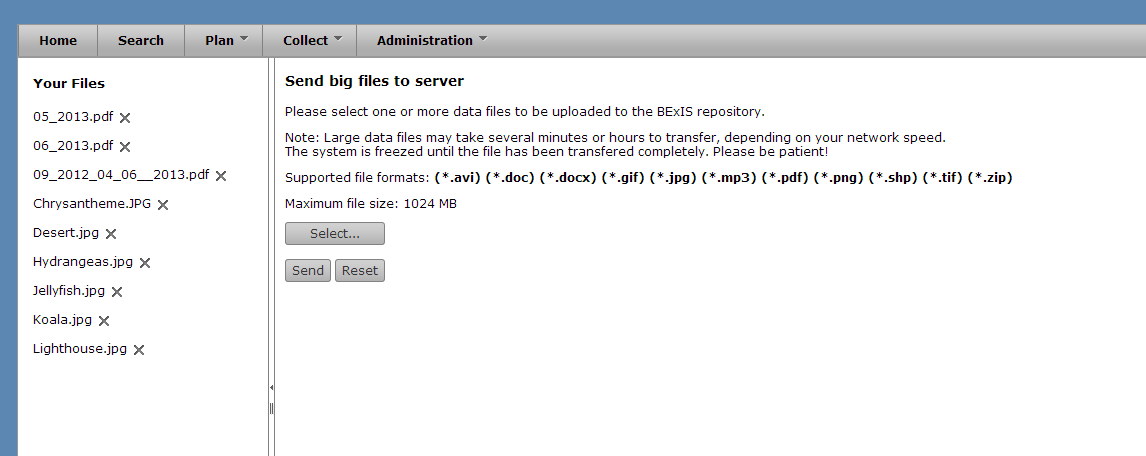 Home Search Plan Collect Administration
Your Files
05_2013.pdf
06_2013.pdf
09_2012_04_06__2013.pdf
Chrysantheme.JPG
Desert.jpg
Hydrangeas.jpg
Jellyfish.jpg
Koala.jpg
Lighthouse.jpg
Send big files to server
Please select one or more data files to be uploaded to the BExIS repository.
Note: Large data files may take several minutes or hours to transfer, depending on your network speed.
The system is freezed until the file has been transfered completely. Please be patient!
Supported file formats: (*.avi) (*.doc) (*.docx) (*.gif) (*.jpg) (*.mp3) (*.pdf) (*.png) (*.shp) (*.tif) (*.zip)
Maximum file size: 1024 MB
Select...
Send Reset